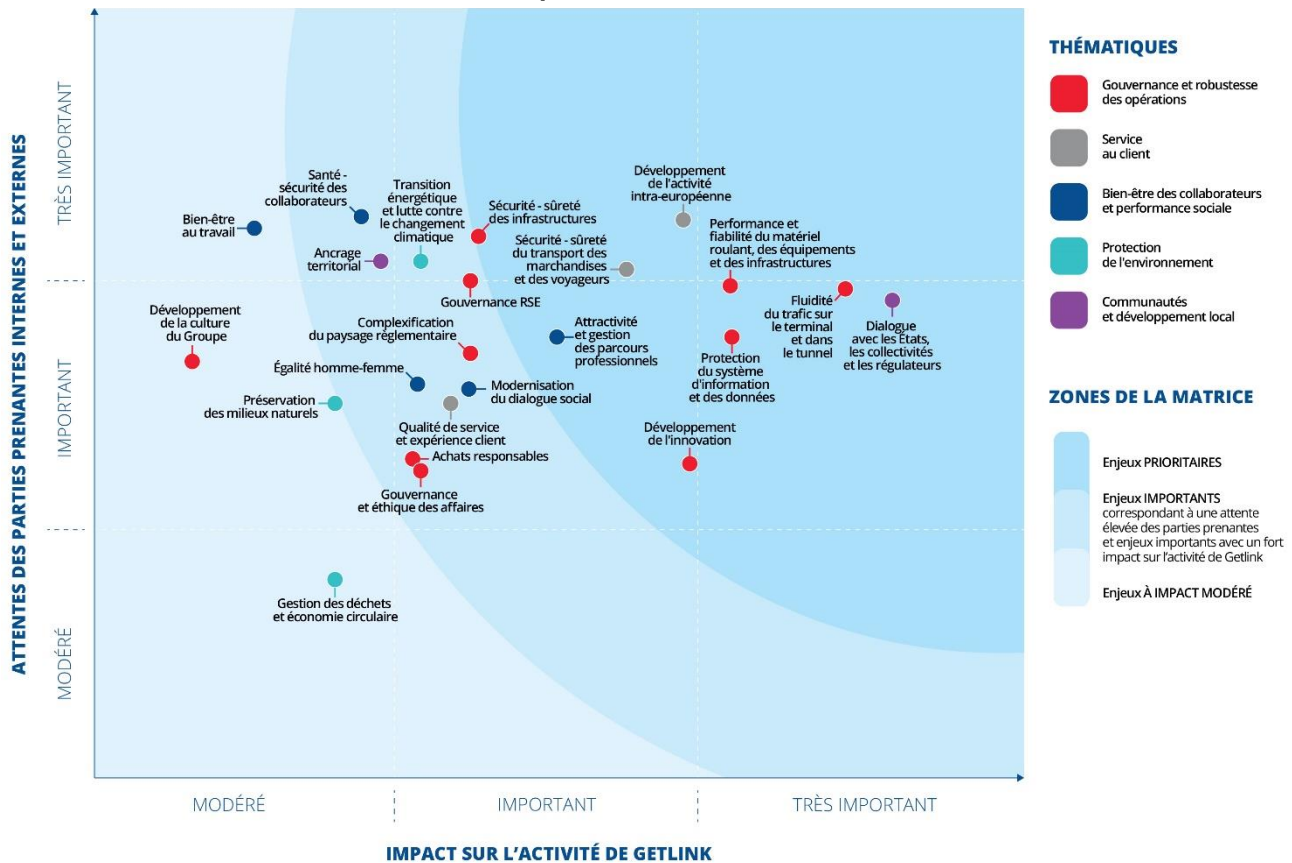 ATTENTES DES PARTIES PRENANTES INTERNES ET EXTERNES
TRÈS IMPORTANT
IMPORTANT
MODÉRÉ
Santé -
sécurité des
collaborateurs
Bien-être
au travail
Transition
énergétique
et lutte contre
le changement
climatique
Ancrage
territorial
Sécurité - sûreté
des infrastructures
Développement
de l'activité
intra-européenne
Sécurité - sûreté
du transport des
marchandises
et des voyageurs
Performance et
fiabilité du matériel
roulant, des équipements
et des infrastructures
Gouvernance RSE
Développement
de la culture
du Groupe
Complexification
du paysage réglementaire
Attractivité
et gestion
des parcours
professionnels
Fluidité
du trafic sur
le terminal
et dans
le tunnel
Dialogue
avec les États,
les collectivités
et les régulateurs
Protection
du système
d'information
et des données
Égalité homme-femme
Modernisation
du dialogue social
Préservation
des milieux naturels
Qualité de service
et expérience client
Développement
de l'innovation
Achats responsables
Gouvernance
et éthique des affaires
Gestion des déchets
et économie circulaire
MODÉRÉ
IMPORTANT
TRÈS IMPORTANT
IMPACT SUR L'ACTIVITÉ DE GETLINK
THÉMATIQUES
Gouvernance et robustesse
des opérations
Service
au client
Bien-être des collaborateurs
et performance sociale
Protection
de l'environnement
Communautés
et développement local
ZONES DE LA MATRICE
Enjeux PRIORITAIRES
Enjeux IMPORTANTS
correspondant à une attente
élevée des parties prenantes
et enjeux importants avec un fort
impact sur l'activité de Getlink
Enjeux À IMPACT MODÉRÉ